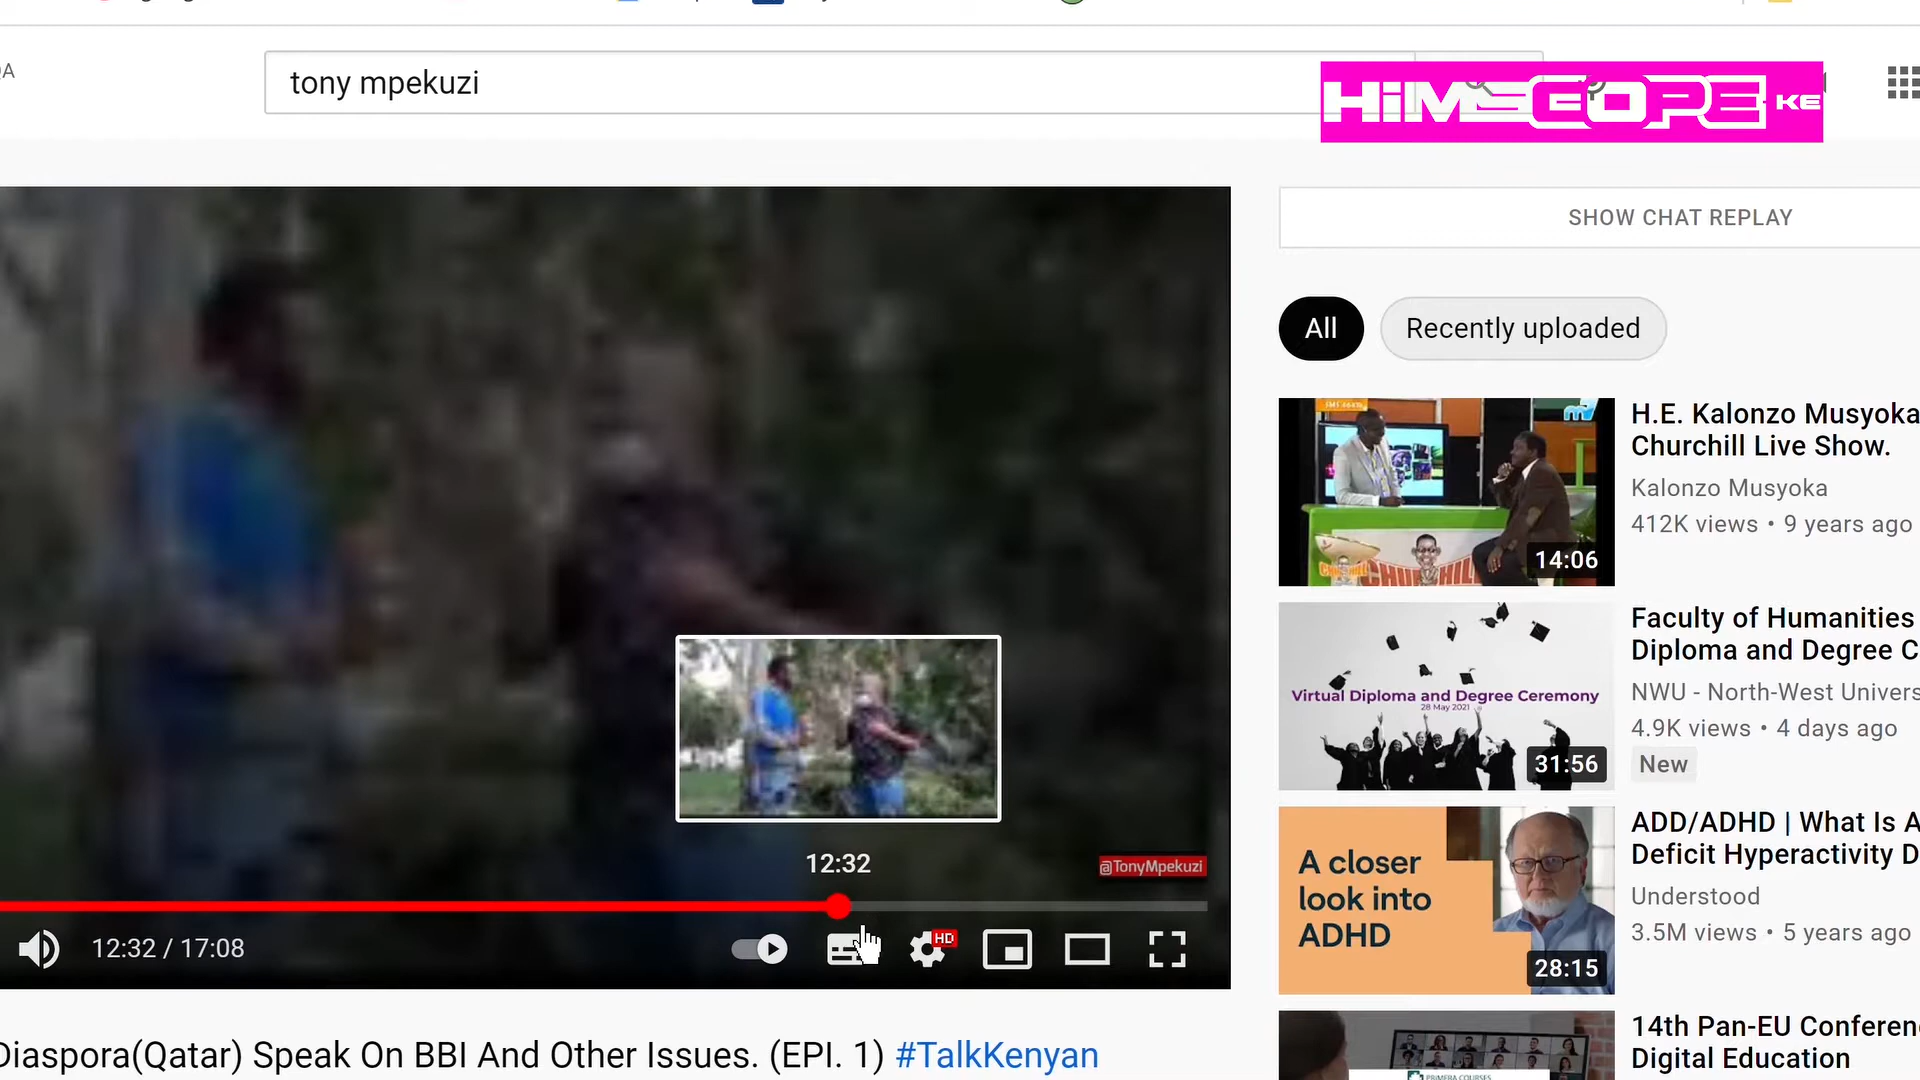 tony mpekuzi
HiMSCOPE KE
SHOW CHAT REPLAY
All
Recently uploaded
H.E. Kalonzo Musyoka
Churchill Live Show.
Kalonzo Musyoka
412K views • 9 years ago
14:06
Faculty of Humanities
Diploma and Degree C
NWU - North-West Univers
4.9K views • 4 days ago
New
Virtual Diploma and Degree Ceremony
28 May 2021
31:56
ADD/ADHD | What Is A
Deficit Hyperactivity D
Understood
3.5M views • 5 years ago
A closer
look into
ADHD
28:15
14th Pan-EU Conferen
Digital Education
12:32
@TonyMpekuzi
12:32 / 17:08
HD
Diaspora(Qatar) Speak On BBI And Other Issues. (EPI. 1) #TalkKenyan